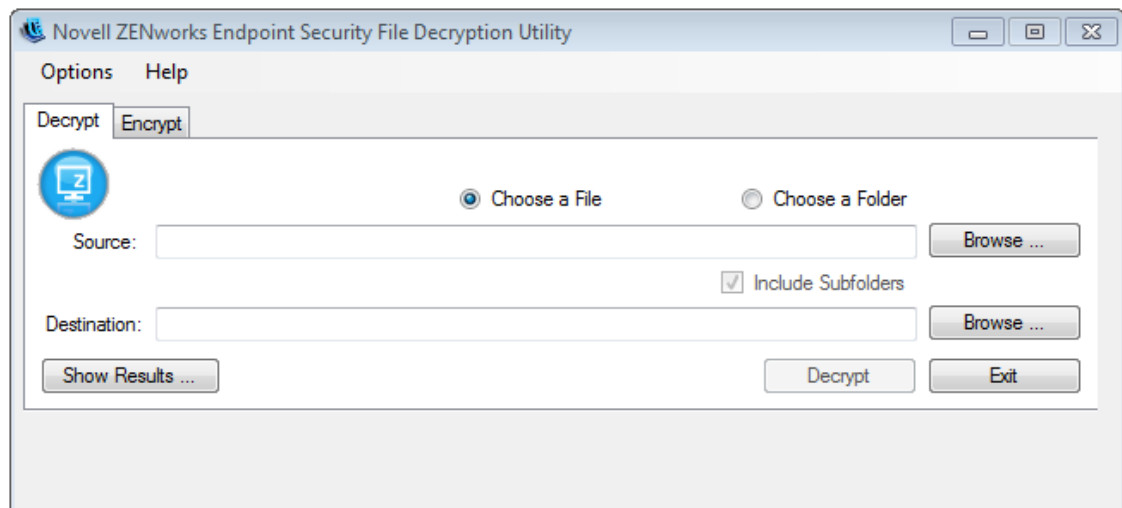 Novell ZENworks Endpoint Security File Decryption Utility
Options Help
Decrypt Encrypt
Z
Choose a File Choose a Folder
Source: Browse ...
Include Subfolders
Destination: Browse ...
Show Results ... Decrypt Exit